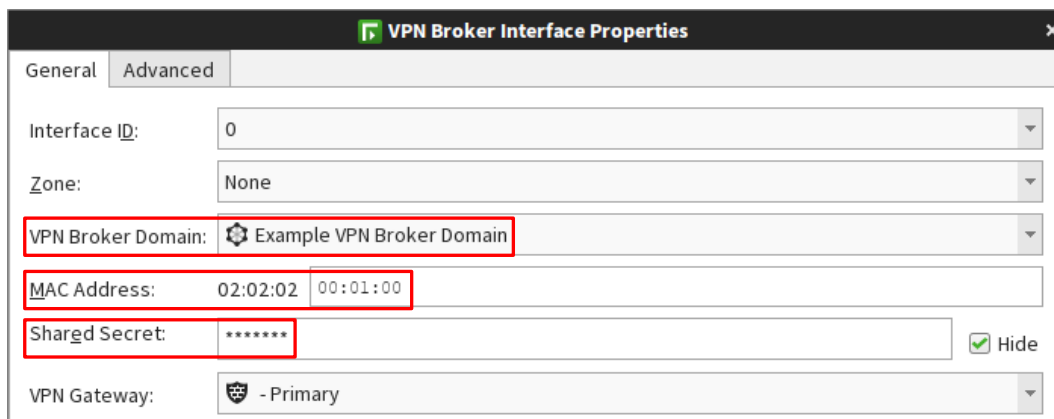 VPN Broker Interface Properties
General Advanced
Interface ID: 0
Zone: None
VPN Broker Domain: Example VPN Broker Domain
MAC Address: 02:02:02 00:01:00
Shared Secret: ******* Hide
VPN Gateway: - Primary